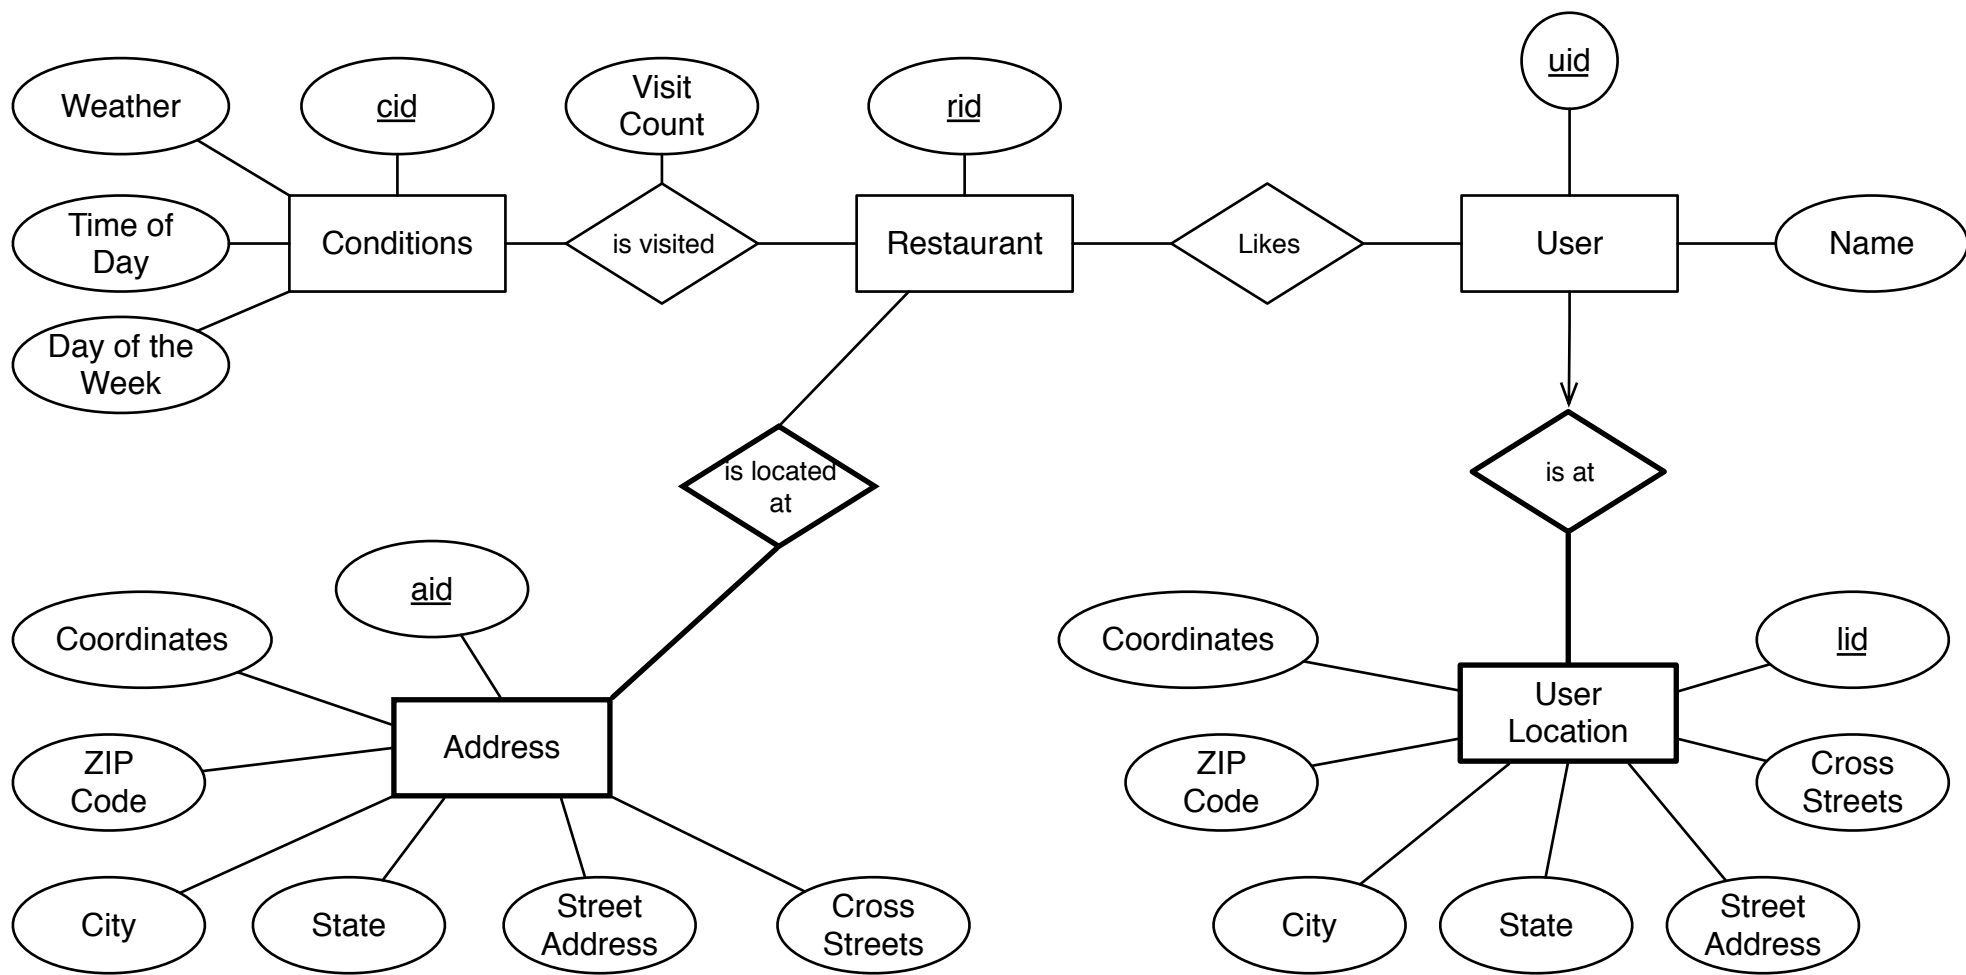 uid
Weather
cid
Visit
Count
rid
Time of
Day
Conditions
is visited
Restaurant
Likes
User
Name
Day of the
Week
is located
at
is at
aid
Coordinates
Coordinates
lid
Address
User
Location
ZIP
Code
ZIP
Code
Cross
Streets
City
State
Street
Address
Cross
Streets
City
State
Street
Address